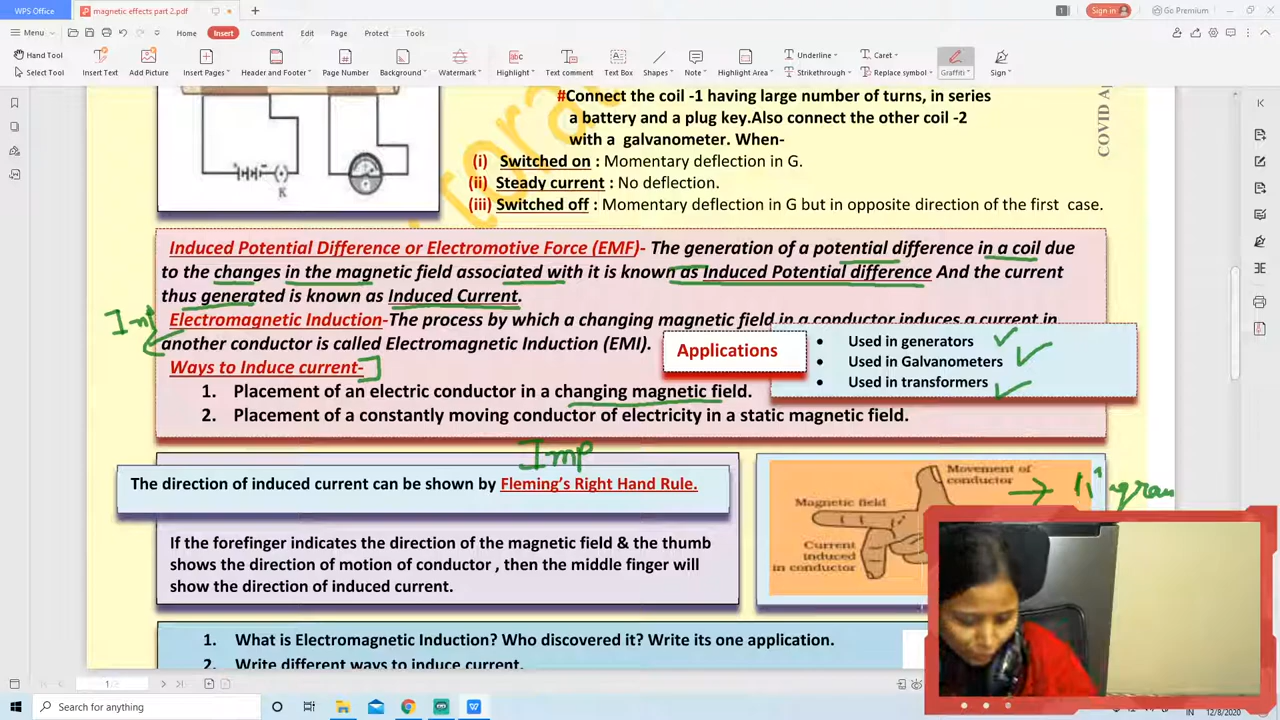 WPS Office
magnetic effects part 2.pdf
1
Sign in
Go Premium
Menu
Home
Insert
Comment
Edit
Page
Protect
Tools
Hand Tool
Select Tool
Insert Text
Add Picture
Insert Pages
Header and Footer
Page Number
Background
Watermark
Highlight
Text comment
Text Box
Shapes
Note
Highlight Area
Underline
Strikethrough
Caret
Replace symbol
Graffiti
Sign
#Connect the coil -1 having large number of turns, in series
a battery and a plug key.Also connect the other coil -2
with a galvanometer. When-
(i) Switched on : Momentary deflection in G.
(ii) Steady current : No deflection.
(iii) Switched off : Momentary deflection in G but in opposite direction of the first case.
COVID
K
G
Induced Potential Difference or Electromotive Force (EMF)- The generation of a potential difference in a coil due
to the changes in the magnetic field associated with it is known as Induced Potential difference And the current
thus generated is known as Induced Current.
Imp
Electromagnetic Induction-The process by which a changing magnetic field in a conductor induces a current in
another conductor is called Electromagnetic Induction (EMI).
Applications
• Used in generators
• Used in Galvanometers
• Used in transformers
Ways to Induce current-
1. Placement of an electric conductor in a changing magnetic field.
2. Placement of a constantly moving conductor of electricity in a static magnetic field.
Imp
The direction of induced current can be shown by Fleming's Right Hand Rule.
If the forefinger indicates the direction of the magnetic field & the thumb
shows the direction of motion of conductor , then the middle finger will
show the direction of induced current.
Movement of
conductor
Magnetic field
Current
induced
in conductor
1. What is Electromagnetic Induction? Who discovered it? Write its one application.
2. Write different ways to induce current.
1
Search for anything
IN
12/8/2020